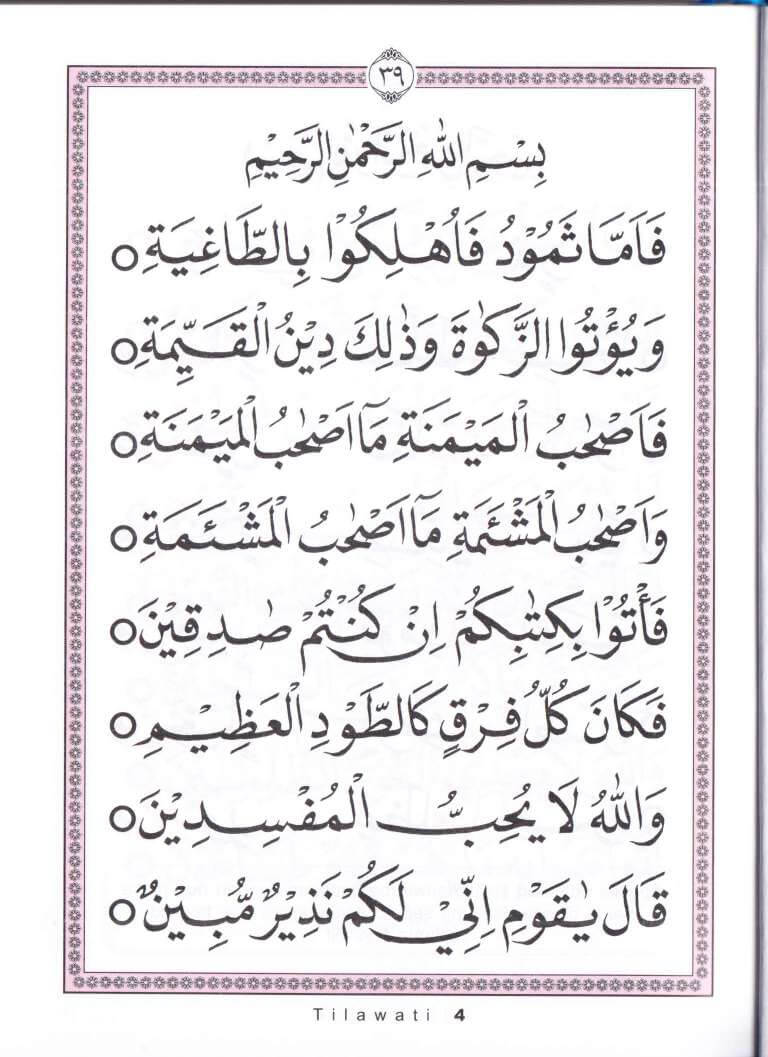 ٣٩
بِسْمِ اللّٰهِ الرَّحْمٰنِ الرَّحِيْمِ
فَاَمَّا ثَمُوْدُ فَاُهْلِكُوْا بِالطَّاغِيَةِ ○
وَيُؤْتُوا الزَّكٰوةَ وَذٰلِكَ دِيْنُ الْقَيِّمَةِ ○
فَاَصْحٰبُ الْمَيْمَنَةِ مَآ اَصْحٰبُ الْمَيْمَنَةِ ○
وَاَصْحٰبُ الْمَشْئَمَةِ مَآ اَصْحٰبُ الْمَشْئَمَةِ ○
فَأْتُوْا بِكِتٰبِكُمْ اِنْ كُنْتُمْ صٰدِقِيْنَ ○
فَكَانَ كُلُّ فِرْقٍ كَالطَّوْدِ الْعَظِيْمِ ○
وَاللّٰهُ لَا يُحِبُّ الْمُفْسِدِيْنَ ○
قَالَ يٰقَوْمِ اِنِّيْ لَكُمْ نَذِيْرٌ مُّبِيْنٌ ○
Tilawati 4